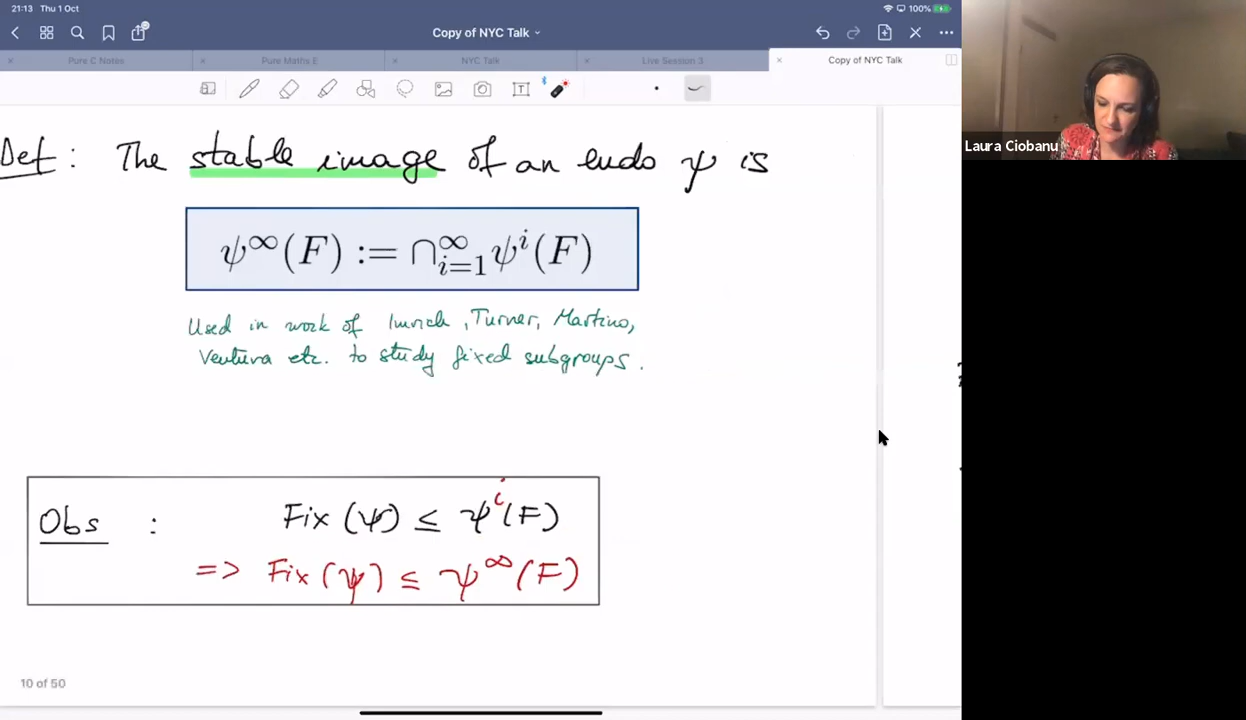 21:13 Thu 1 Oct
100%
Copy of NYC Talk
Pure C Notes
Pure Maths E
NYC Talk
Live Session 3
Copy of NYC Talk
Def : The stable image of an endo ψ is
ψ^∞(F) := ∩_{i=1}^∞ ψ^i(F)
Used in work of Imrich, Turner, Martino,
Ventura etc. to study fixed subgroups.
Obs : Fix (ψ) ≤ ψ^i(F)
=> Fix (ψ) ≤ ψ^∞(F)
10 of 50
Laura Ciobanu